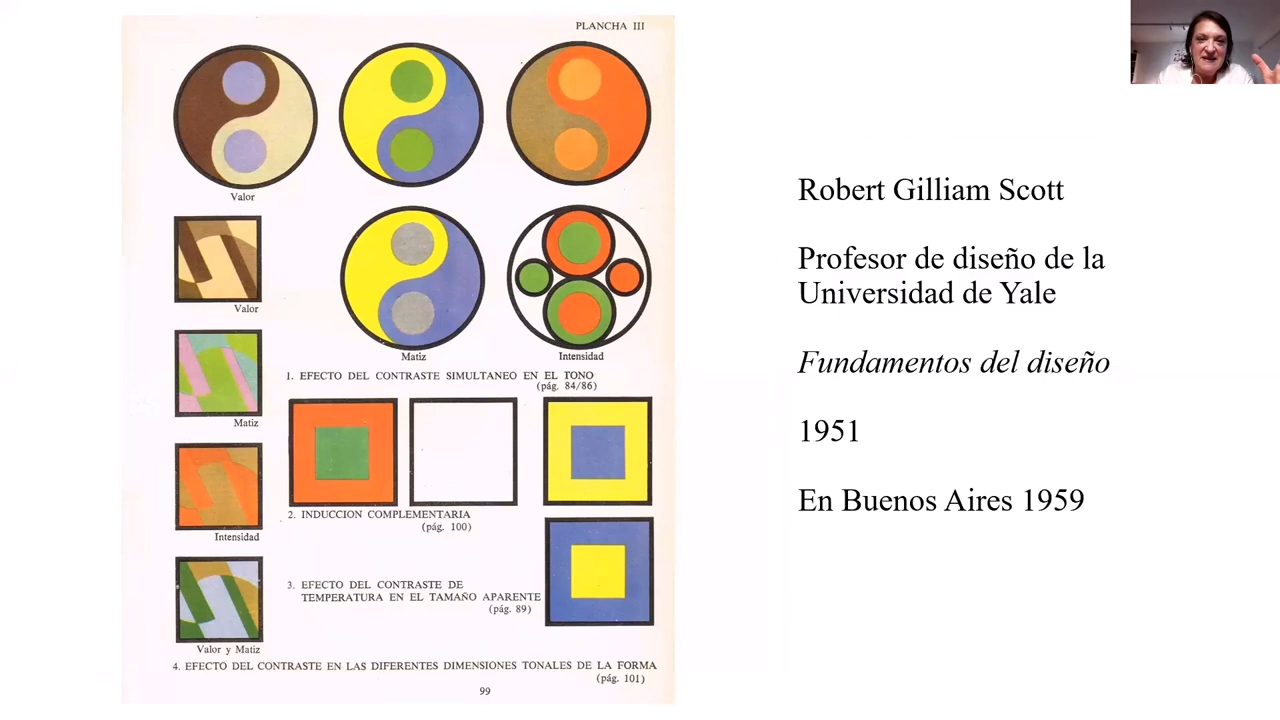 PLANCHA III
Valor
Valor
Matiz
Intensidad
1. EFECTO DEL CONTRASTE SIMULTANEO EN EL TONO
(pág. 84/86)
Matiz
2. INDUCCION COMPLEMENTARIA
(pág. 100)
Intensidad
3. EFECTO DEL CONTRASTE DE
TEMPERATURA EN EL TAMAÑO APARENTE
(pág. 89)
Valor y Matiz
4. EFECTO DEL CONTRASTE EN LAS DIFERENTES DIMENSIONES TONALES DE LA FORMA
(pág. 101)
99
Robert Gilliam Scott
Profesor de diseño de la
Universidad de Yale
Fundamentos del diseño
1951
En Buenos Aires 1959